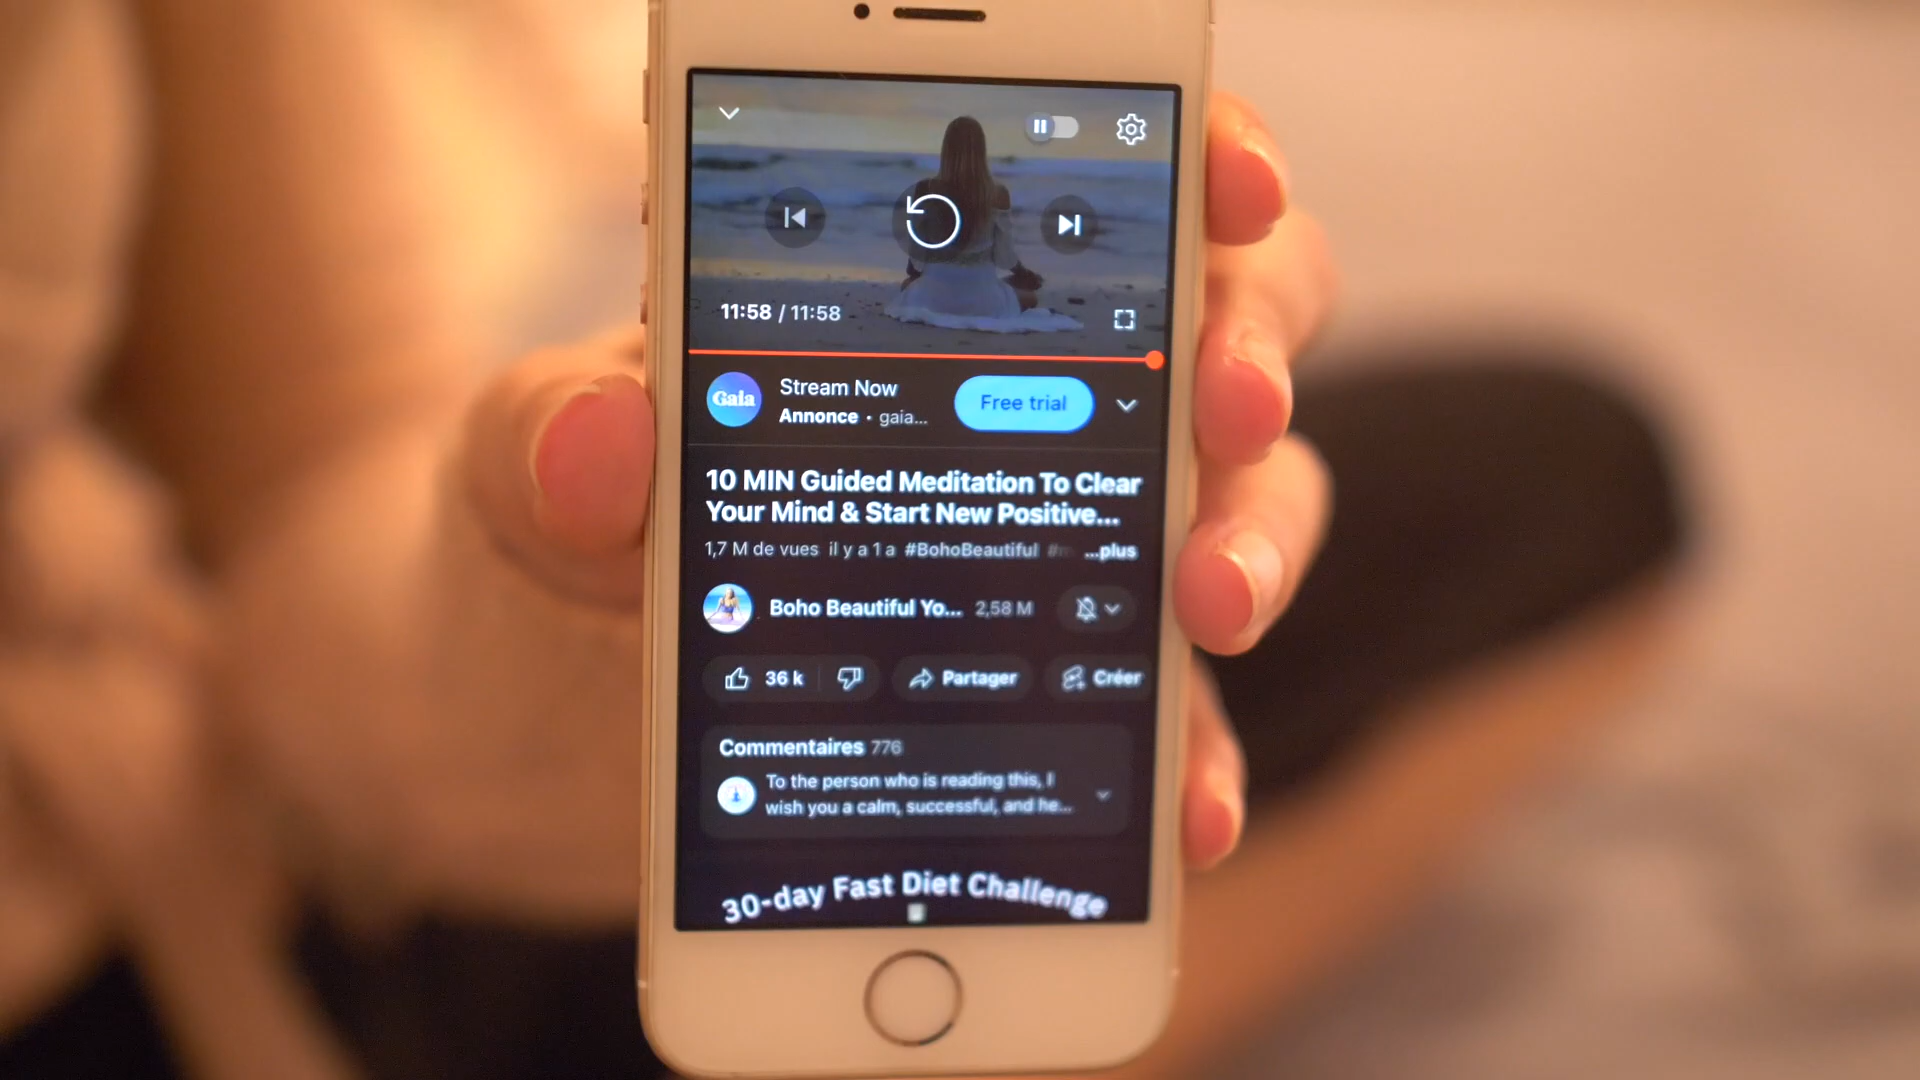 11:58 / 11:58
Gaia
Stream Now
Annonce · gaia...
Free trial
10 MIN Guided Meditation To Clear
Your Mind & Start New Positive...
1,7 M de vues il y a 1 a #BohoBeautiful ...plus
Boho Beautiful Yo... 2,58 M
36 k
Partager
Créer
Commentaires 776
To the person who is reading this, I
wish you a calm, successful, and he...
30-day Fast Diet Challenge